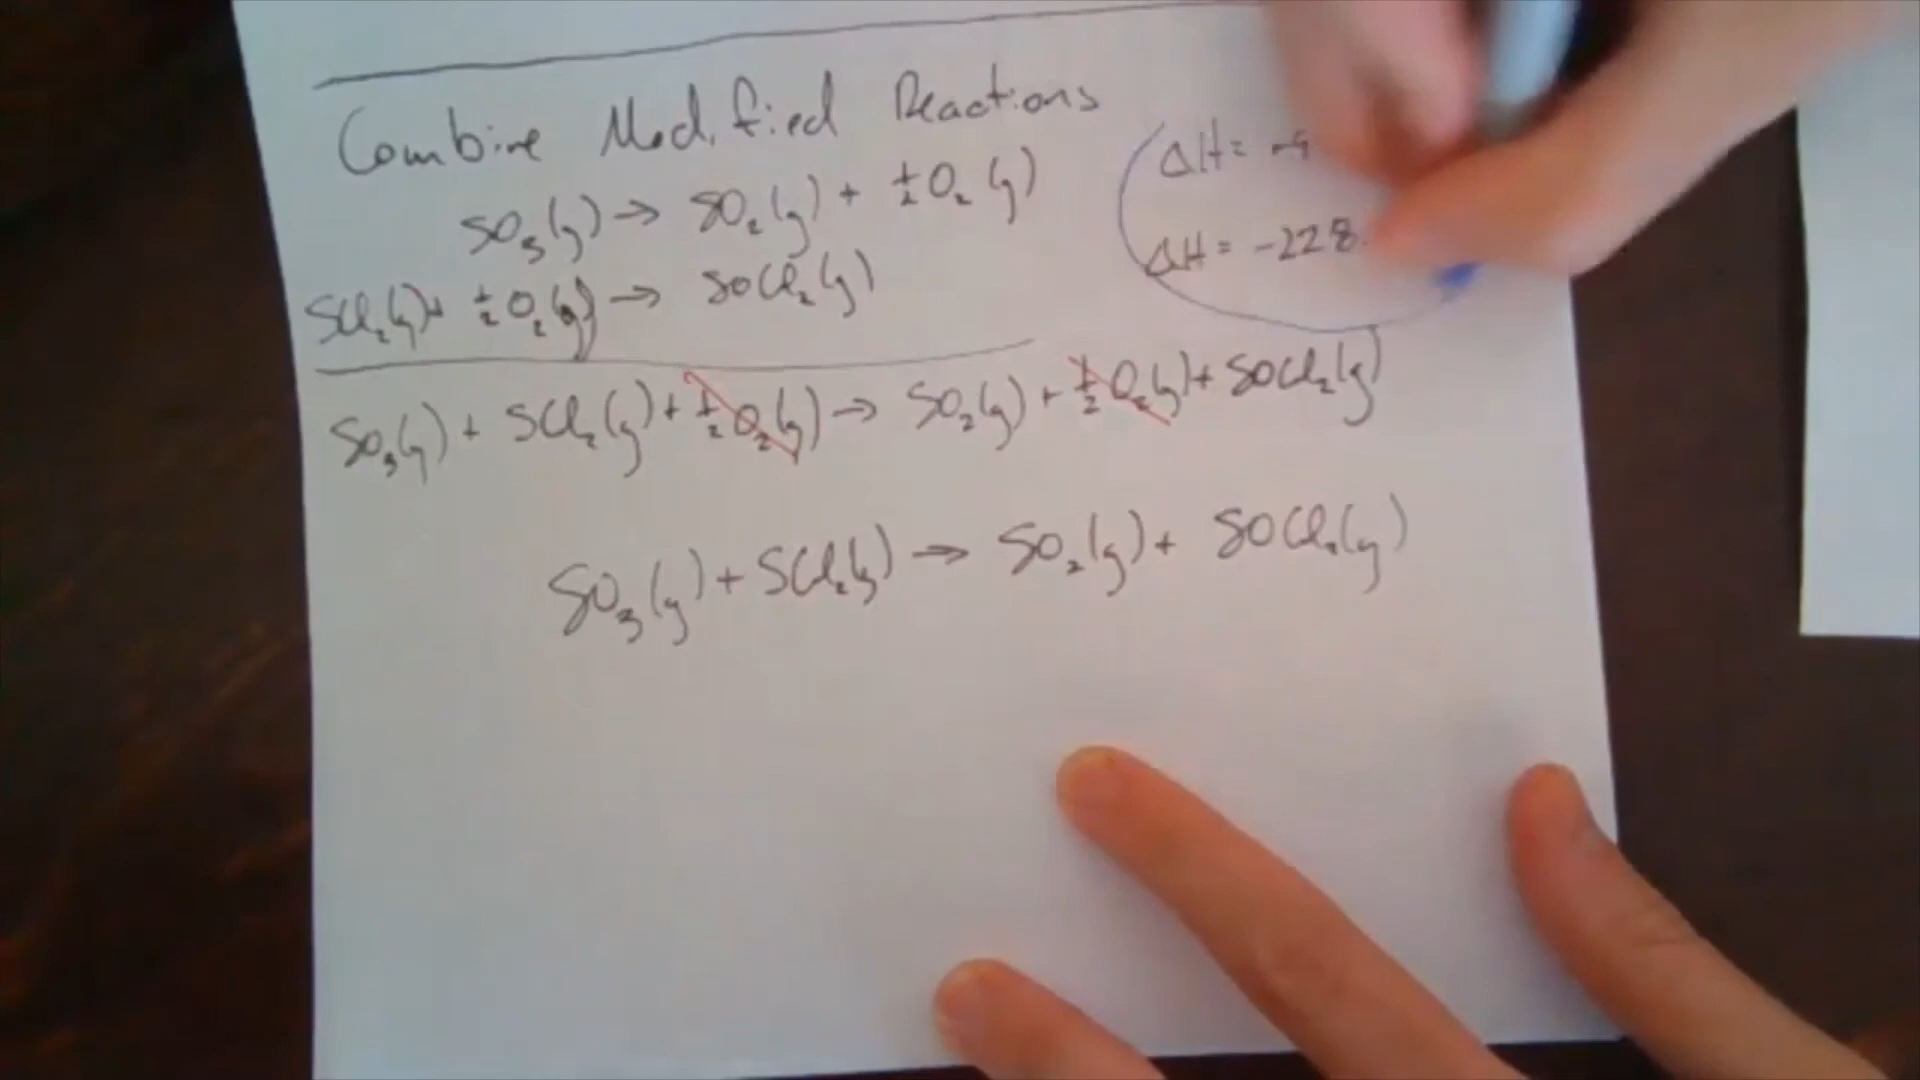 Combine Modified Reactions
SO₃(g) → SO₂(g) + ½O₂(g) ΔH =
SCl₂(g) + ½O₂(g) → SOCl₂(g) ΔH = -228.
SO₃(g) + SCl₂(g) + ½O₂(g) → SO₂(g) + ½O₂(g) + SOCl₂(g)
SO₃(g) + SCl₂(g) → SO₂(g) + SOCl₂(g)